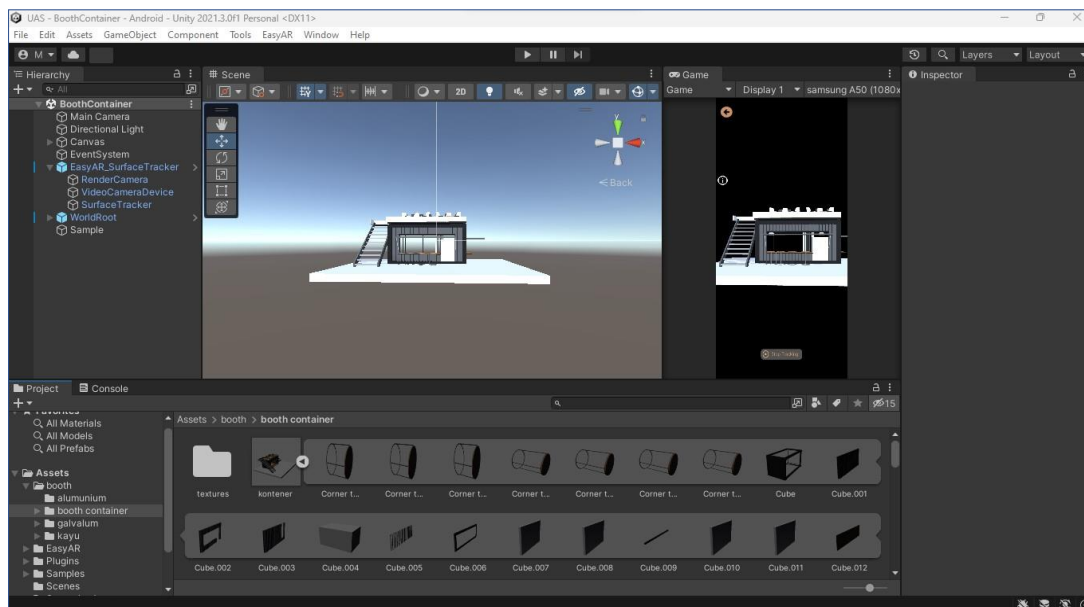 UAS - BoothContainer - Android - Unity 2021.3.0f1 Personal <DX11>
File Edit Assets GameObject Component Tools EasyAR Window Help
M
Layers Layout
Hierarchy
All
BoothContainer
Main Camera
Directional Light
Canvas
EventSystem
EasyAR_SurfaceTracker
RenderCamera
VideoCameraDevice
SurfaceTracker
WorldRoot
Sample
Scene
2D
y
Back
Game
Game Display 1 samsung A50 (1080x
Stop Tracking
Inspector
Project Console
15
Favorites
All Materials
All Models
All Prefabs
Assets
booth
alumunium
booth container
galvalum
kayu
EasyAR
Plugins
Samples
Scenes
Assets > booth > booth container
textures kontener Corner t... Corner t... Corner t... Corner t... Corner t... Corner t... Corner t... Cube Cube.001
Cube.002 Cube.003 Cube.004 Cube.005 Cube.006 Cube.007 Cube.008 Cube.009 Cube.010 Cube.011 Cube.012